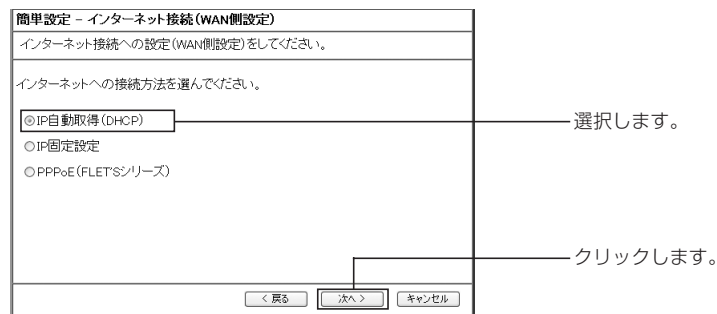 簡単設定 − インターネット接続(WAN側設定)
インターネット接続への設定(WAN側設定)をしてください。
インターネットへの接続方法を選んでください。
◉IP自動取得(DHCP)
選択します。
○IP固定設定
○PPPoE(FLET'Sシリーズ)
クリックします。
< 戻る 次へ > キャンセル